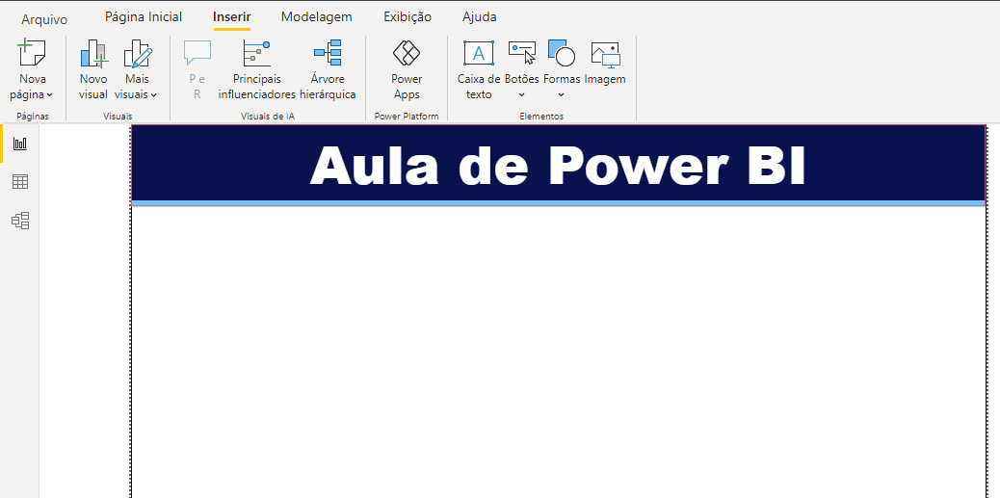 Arquivo
Página Inicial
Inserir
Modelagem
Exibição
Ajuda
Nova
página
Novo
visual
Mais
visuais
P e
R
Principais
influenciadores
Árvore
hierárquica
Power
Apps
Caixa de
texto
A
Botões
Formas
Imagem
Páginas
Visuais
Visuais de IA
Power Platform
Elementos
Aula de Power BI